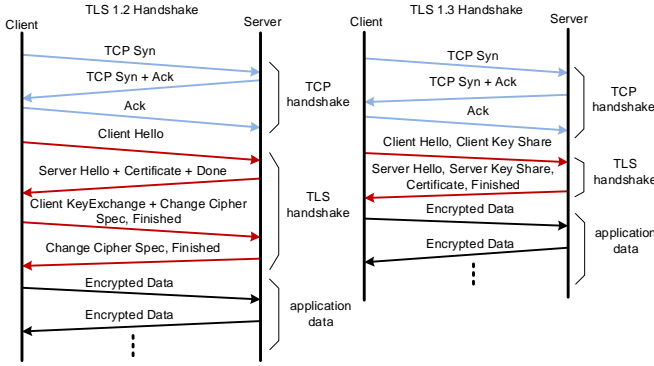 TLS 1.2 Handshake
Client
Server
TCP Syn
TCP Syn + Ack
Ack
TCP
handshake
Client Hello
Server Hello + Certificate + Done
Client KeyExchange + Change Cipher
Spec, Finished
Change Cipher Spec, Finished
TLS
handshake
Encrypted Data
Encrypted Data
application
data
TLS 1.3 Handshake
Client
Server
TCP Syn
TCP Syn + Ack
Ack
TCP
handshake
Client Hello, Client Key Share
Server Hello, Server Key Share,
Certificate, Finished
TLS
handshake
Encrypted Data
Encrypted Data
application
data